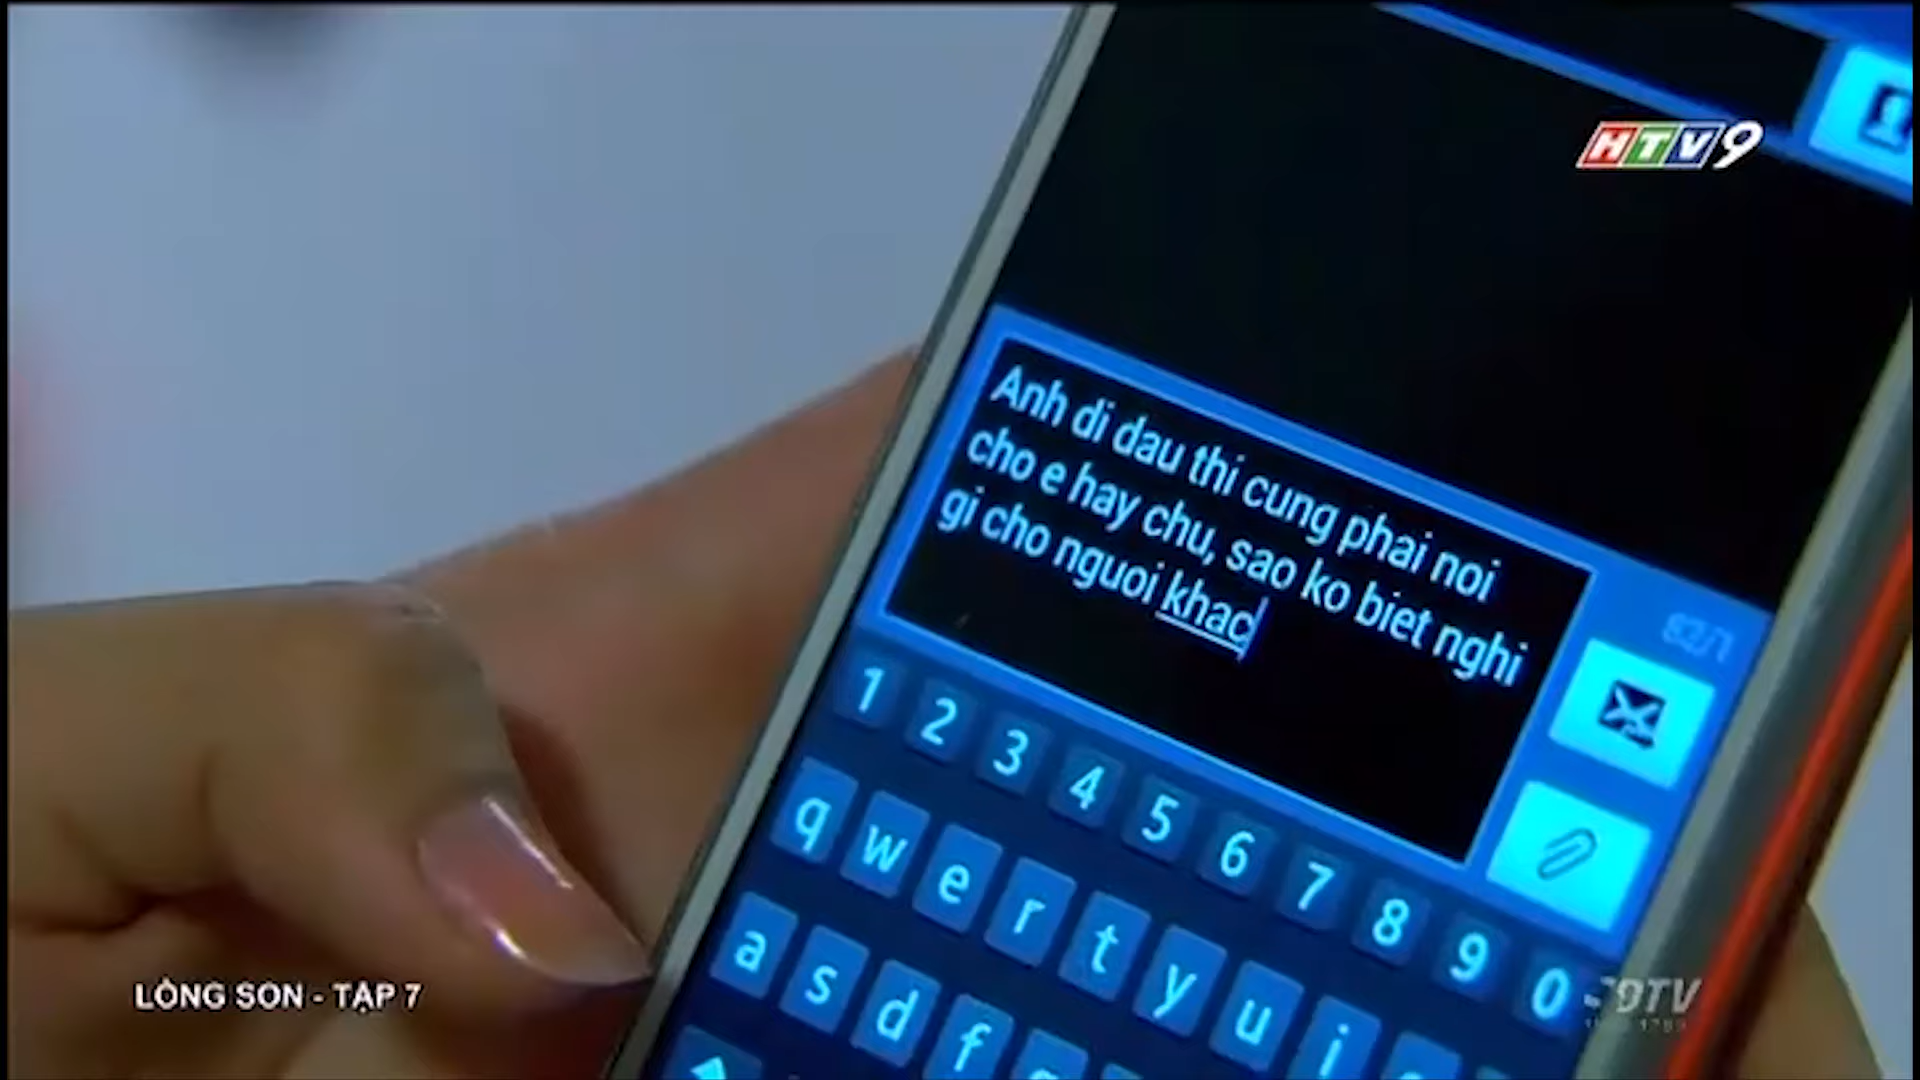 HTV9
Anh di dau thi cung phai noi
cho e hay chu, sao ko biet nghi
gi cho nguoi khac
1 2 3 4 5 6 7 8 9 0
q w e r t y u i
a s d f
LÒNG SON - TẬP 7